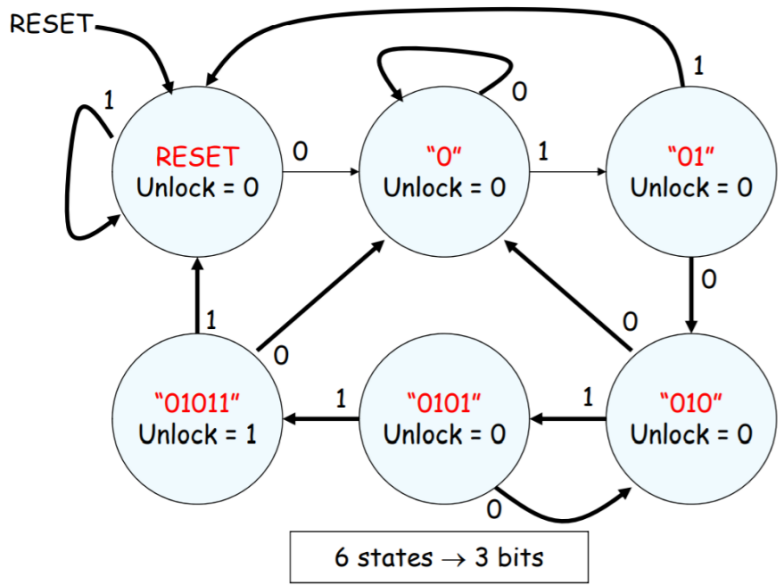 RESET
1
RESET
Unlock = 0
0
“0”
Unlock = 0
0
1
“01”
Unlock = 0
1
0
1
0
0
“01011”
Unlock = 1
1
“0101”
Unlock = 0
1
“010”
Unlock = 0
0
6 states → 3 bits